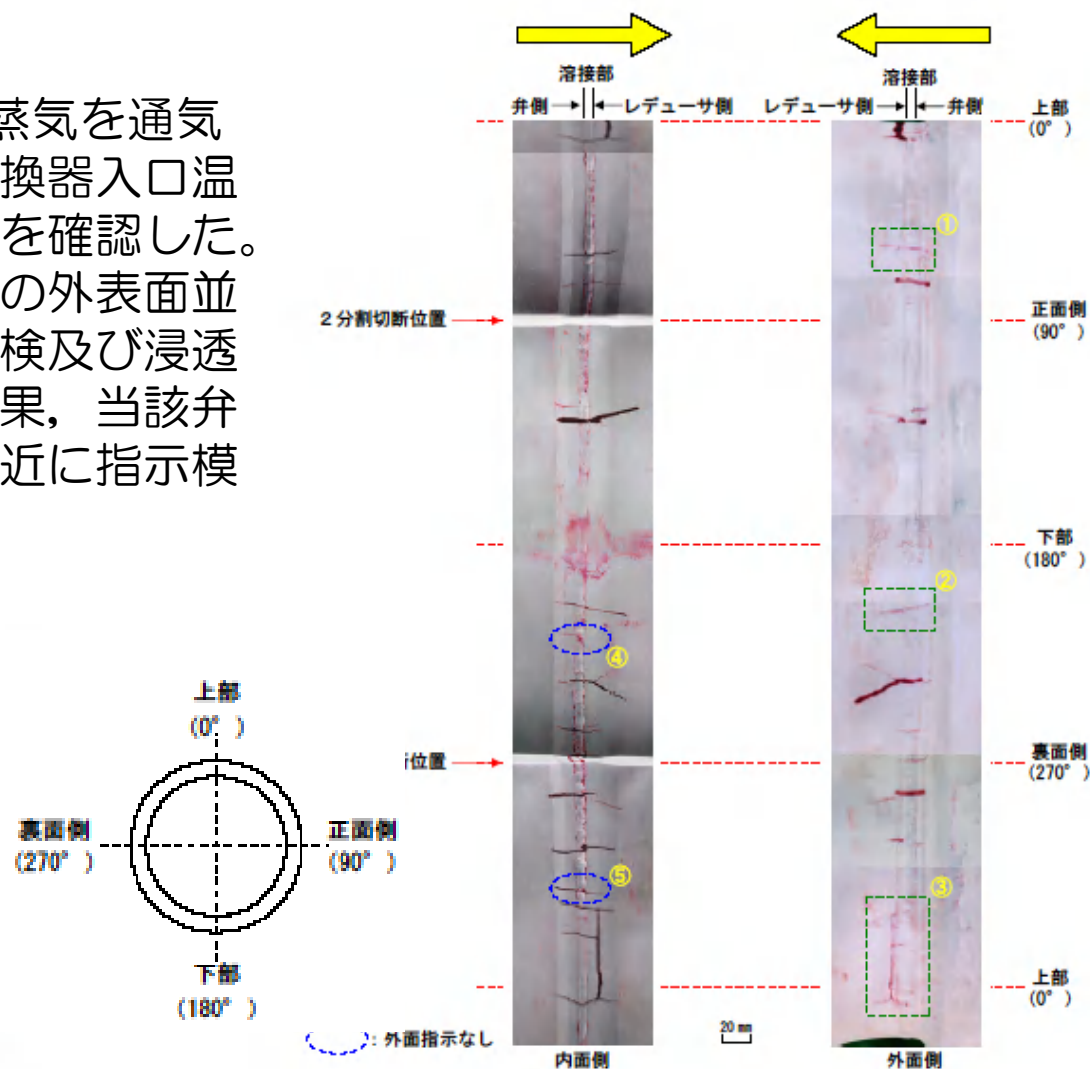 蒸気を通気
換器入口温
を確認した。
の外表面並
検及び浸透
果，当該弁
近に指示模
溶接部
弁側
レデューサ側
溶接部
レデューサ側
弁側
上部
(0°)
①
2分割切断位置
正面側
(90°)
下部
(180°)
②
④
位置
裏面側
(270°)
⑤
③
上部
(0°)
上部
(0°)
裏面側
(270°)
正面側
(90°)
下部
(180°)
：外面指示なし
内面側
20 mm
外面側